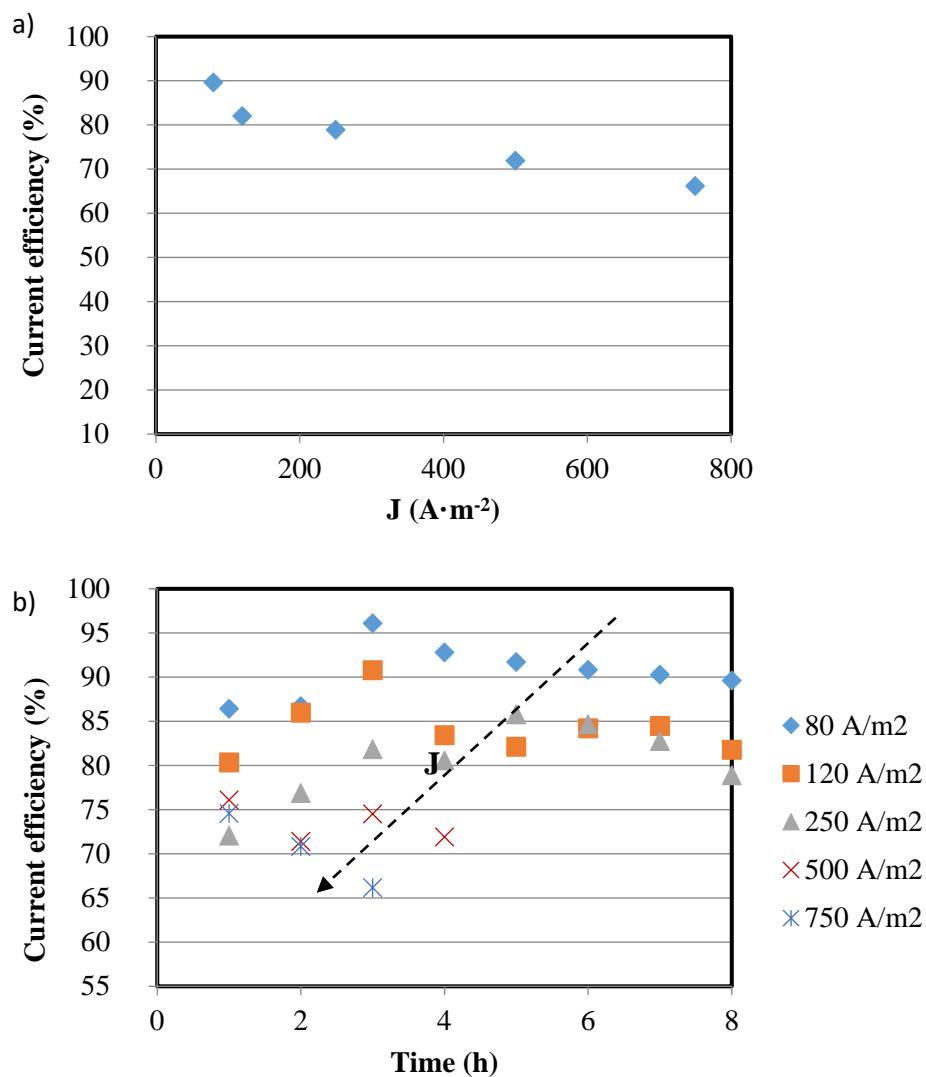 a)
Current efficiency (%)
100
90
80
70
60
50
40
30
20
10
0 200 400 600 800
J (A·m-2)
b)
Current efficiency (%)
100
95
90
85
80
75
70
65
60
55
J
0 2 4 6 8
Time (h)
80 A/m2
120 A/m2
250 A/m2
500 A/m2
750 A/m2